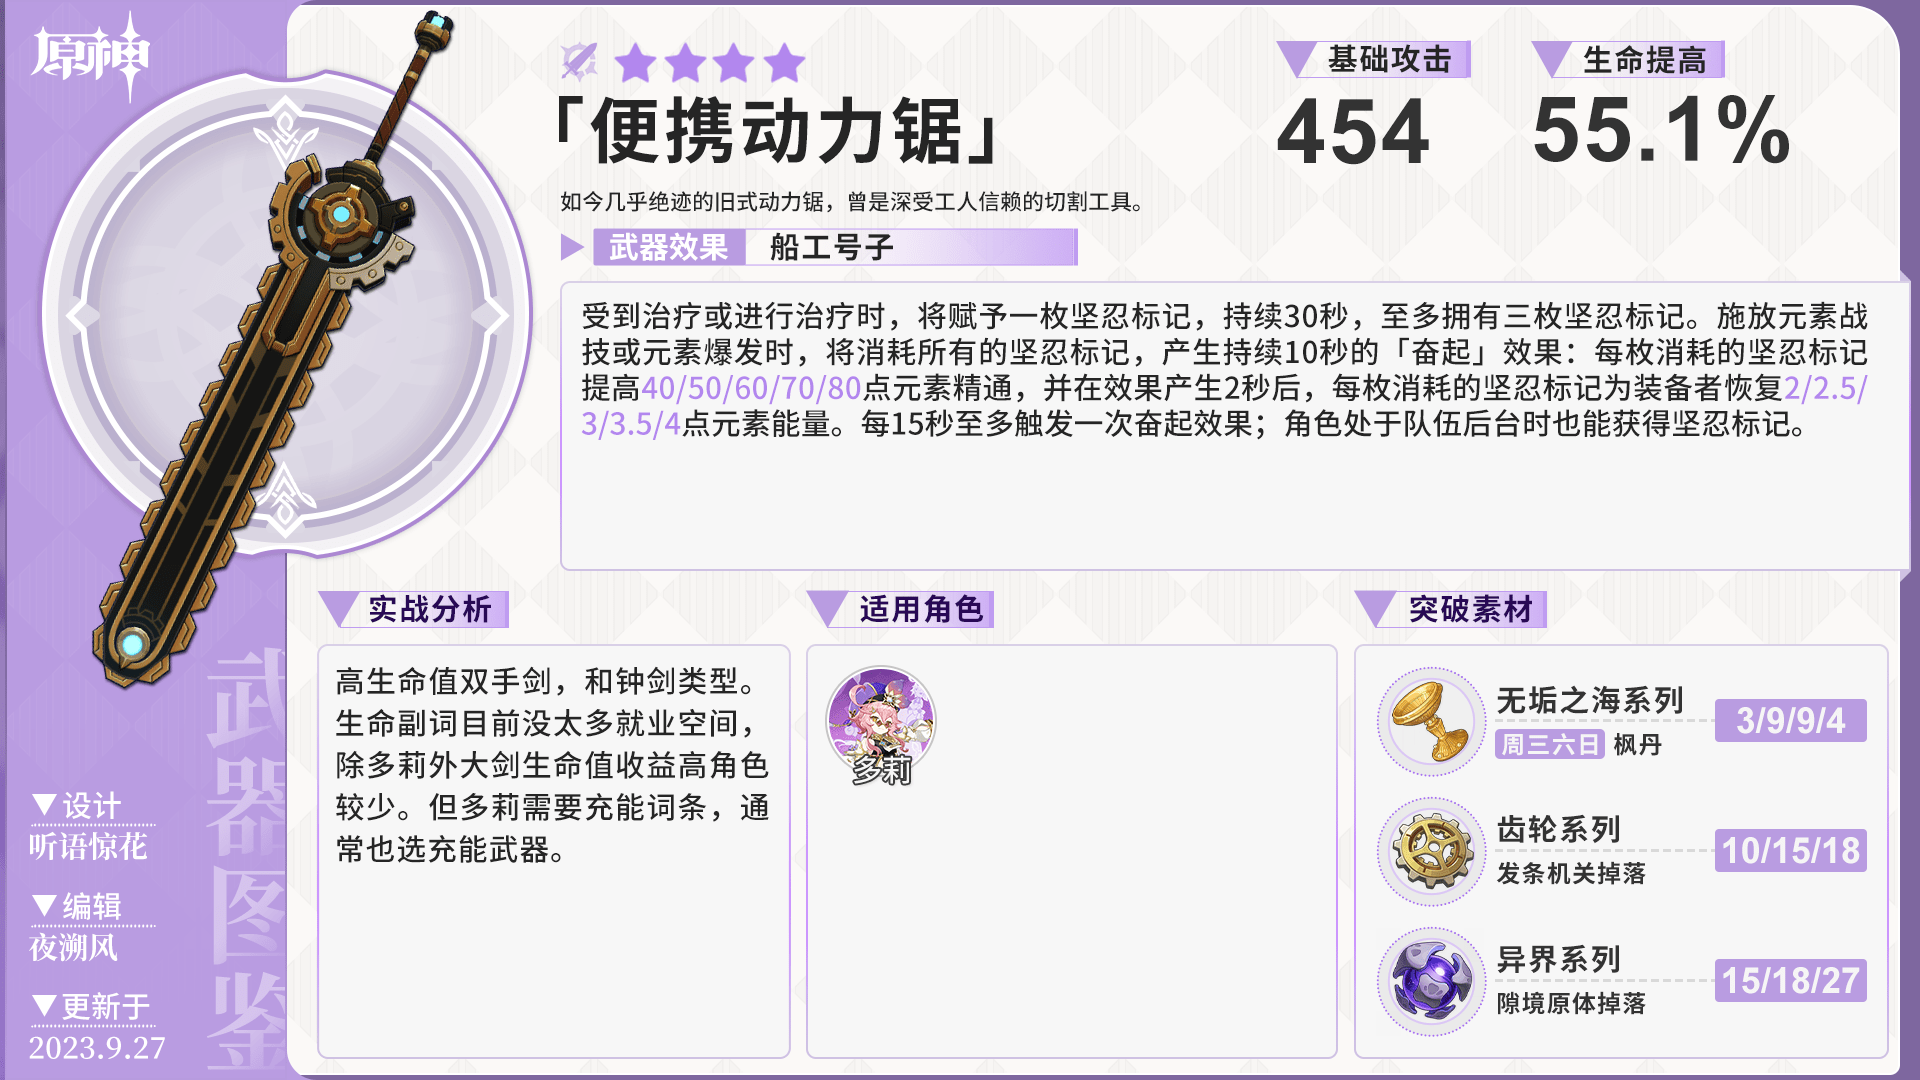 原神
「便携动力锯」
如今几乎绝迹的旧式动力锯，曾是深受工人信赖的切割工具。
基础攻击
454
生命提高
55.1%
武器效果 船工号子
受到治疗或进行治疗时，将赋予一枚坚忍标记，持续30秒，至多拥有三枚坚忍标记。施放元素战
技或元素爆发时，将消耗所有的坚忍标记，产生持续10秒的「奋起」效果：每枚消耗的坚忍标记
提高40/50/60/70/80点元素精通，并在效果产生2秒后，每枚消耗的坚忍标记为装备者恢复2/2.5/
3/3.5/4点元素能量。每15秒至多触发一次奋起效果；角色处于队伍后台时也能获得坚忍标记。
实战分析
高生命值双手剑，和钟剑类型。
生命副词目前没太多就业空间，
除多莉外大剑生命值收益高角色
较少。但多莉需要充能词条，通
常也选充能武器。
适用角色
多莉
突破素材
无垢之海系列
周三六日 枫丹
3/9/9/4
齿轮系列
发条机关掉落
10/15/18
异界系列
隙境原体掉落
15/18/27
武器图鉴
▼设计
听语惊花
▼编辑
夜溯风
▼更新于
2023.9.27